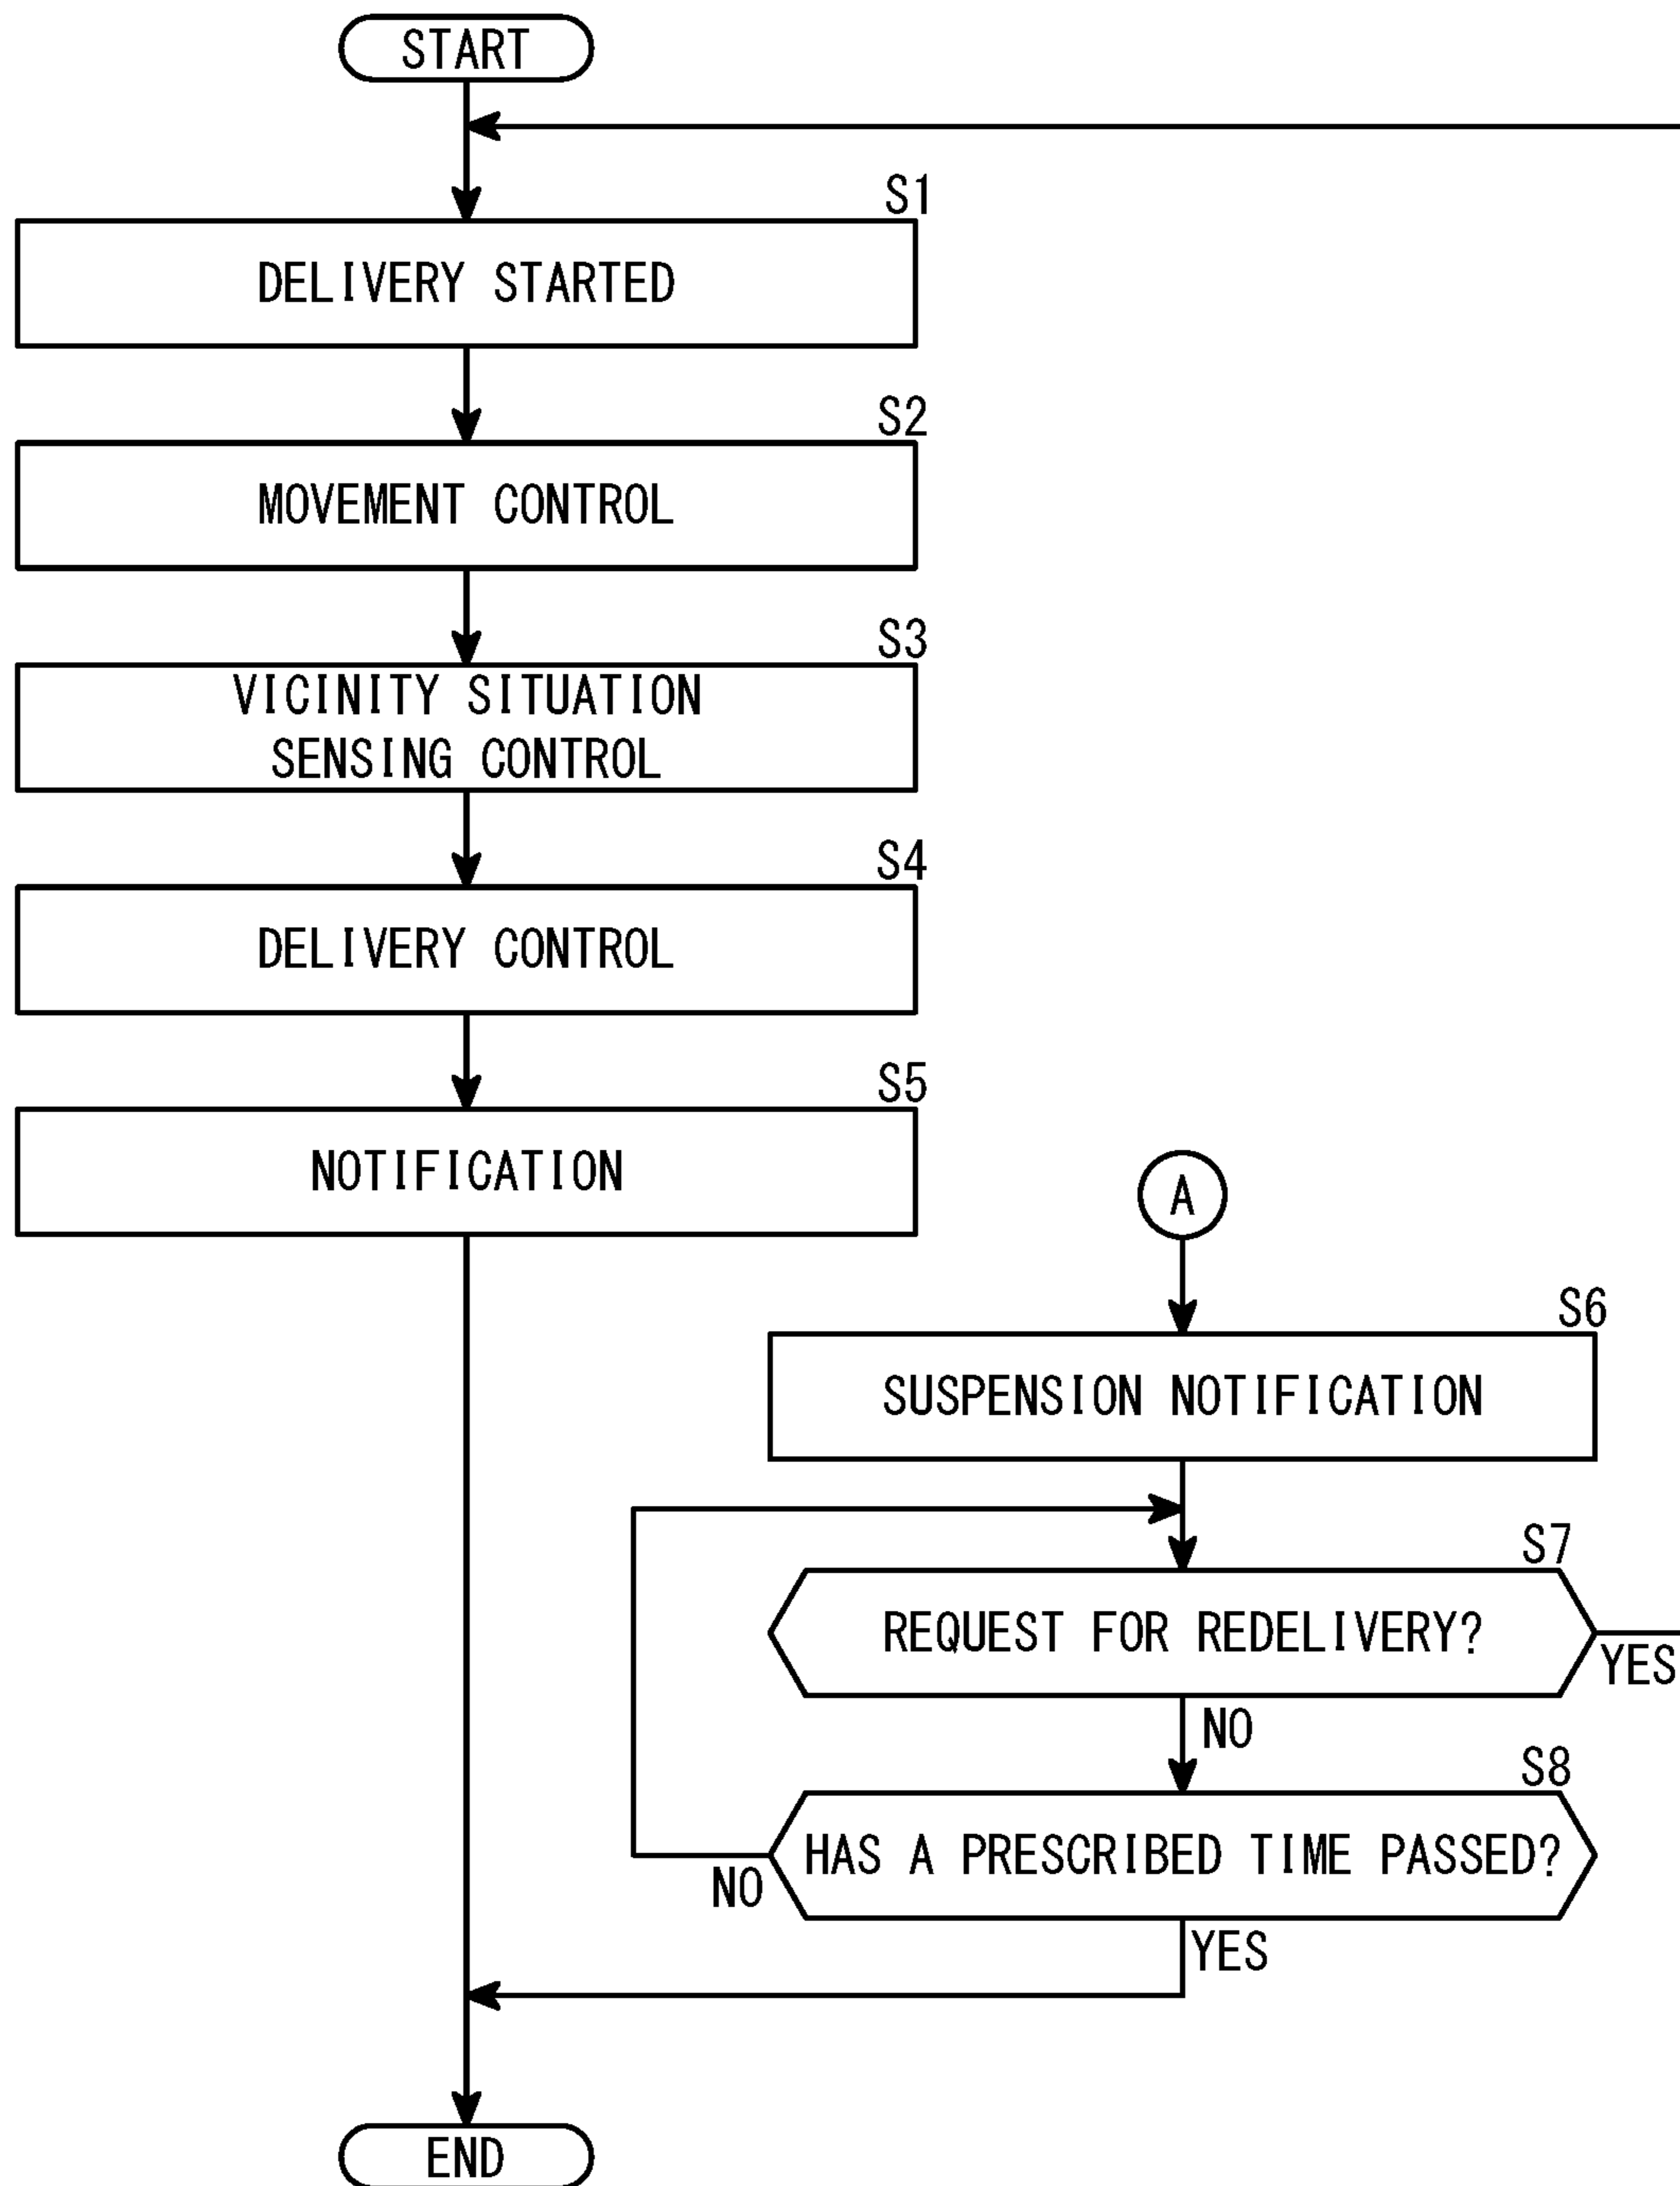 START
S1
DELIVERY STARTED
S2
MOVEMENT CONTROL
S3
VICINITY SITUATION
SENSING CONTROL
S4
DELIVERY CONTROL
S5
NOTIFICATION
A
S6
SUSPENSION NOTIFICATION
S7
REQUEST FOR REDELIVERY?
YES
NO
S8
HAS A PRESCRIBED TIME PASSED?
NO
YES
END